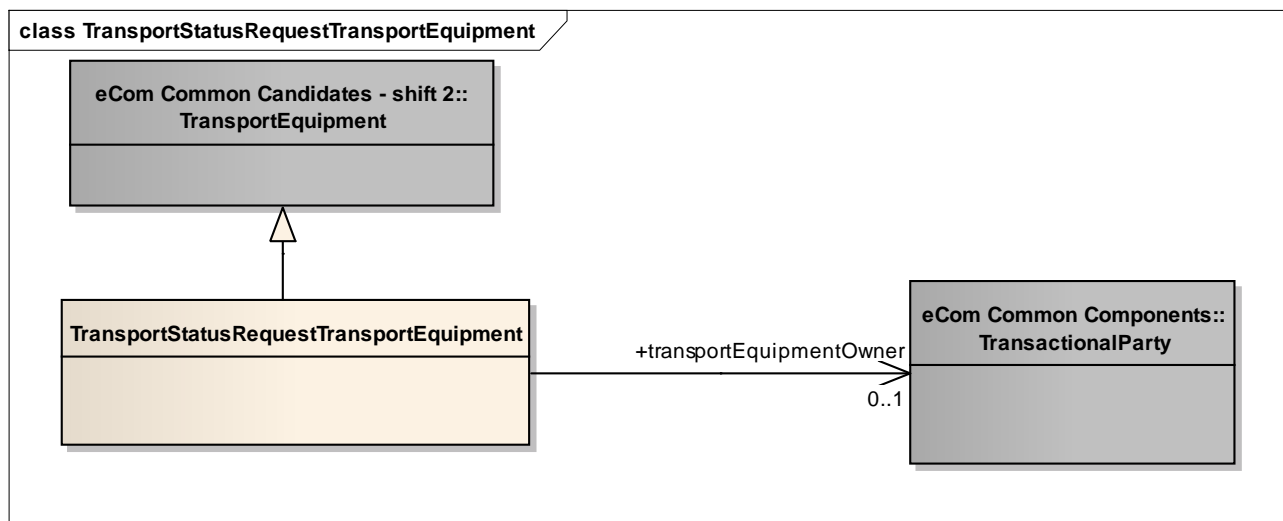 class TransportStatusRequestTransportEquipment
eCom Common Candidates - shift 2::
TransportEquipment
TransportStatusRequestTransportEquipment
+transportEquipmentOwner
0..1
eCom Common Components::
TransactionalParty